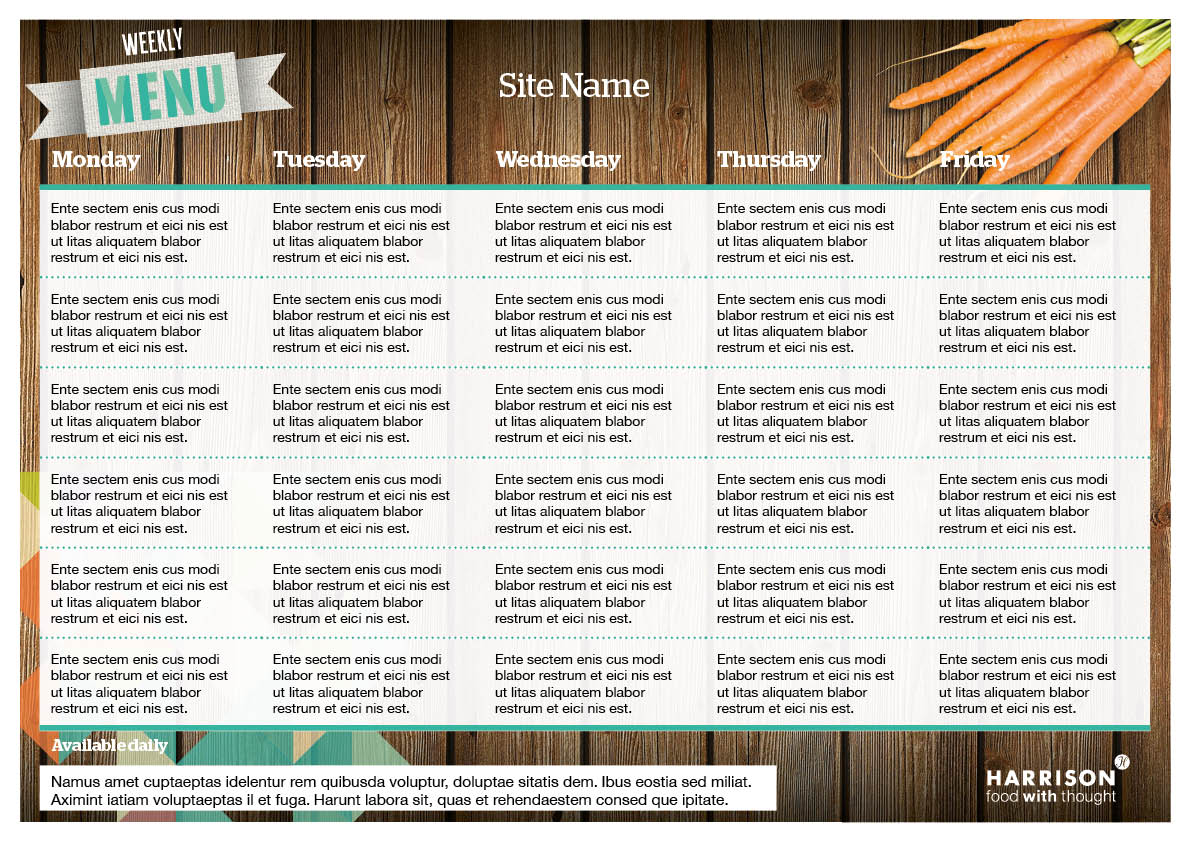 WEEKLY
MENU
Site Name
Monday Tuesday Wednesday Thursday Friday
Ente sectem enis cus modi Ente sectem enis cus modi Ente sectem enis cus modi Ente sectem enis cus modi Ente sectem enis cus modi
blabor restrum et eici nis est blabor restrum et eici nis est blabor restrum et eici nis est blabor restrum et eici nis est blabor restrum et eici nis est
ut litas aliquatem blabor ut litas aliquatem blabor ut litas aliquatem blabor ut litas aliquatem blabor ut litas aliquatem blabor
restrum et eici nis est. restrum et eici nis est. restrum et eici nis est. restrum et eici nis est. restrum et eici nis est.
Ente sectem enis cus modi Ente sectem enis cus modi Ente sectem enis cus modi Ente sectem enis cus modi Ente sectem enis cus modi
blabor restrum et eici nis est blabor restrum et eici nis est blabor restrum et eici nis est blabor restrum et eici nis est blabor restrum et eici nis est
ut litas aliquatem blabor ut litas aliquatem blabor ut litas aliquatem blabor ut litas aliquatem blabor ut litas aliquatem blabor
restrum et eici nis est. restrum et eici nis est. restrum et eici nis est. restrum et eici nis est. restrum et eici nis est.
Ente sectem enis cus modi Ente sectem enis cus modi Ente sectem enis cus modi Ente sectem enis cus modi Ente sectem enis cus modi
blabor restrum et eici nis est blabor restrum et eici nis est blabor restrum et eici nis est blabor restrum et eici nis est blabor restrum et eici nis est
ut litas aliquatem blabor ut litas aliquatem blabor ut litas aliquatem blabor ut litas aliquatem blabor ut litas aliquatem blabor
restrum et eici nis est. restrum et eici nis est. restrum et eici nis est. restrum et eici nis est. restrum et eici nis est.
Ente sectem enis cus modi Ente sectem enis cus modi Ente sectem enis cus modi Ente sectem enis cus modi Ente sectem enis cus modi
blabor restrum et eici nis est blabor restrum et eici nis est blabor restrum et eici nis est blabor restrum et eici nis est blabor restrum et eici nis est
ut litas aliquatem blabor ut litas aliquatem blabor ut litas aliquatem blabor ut litas aliquatem blabor ut litas aliquatem blabor
restrum et eici nis est. restrum et eici nis est. restrum et eici nis est. restrum et eici nis est. restrum et eici nis est.
Ente sectem enis cus modi Ente sectem enis cus modi Ente sectem enis cus modi Ente sectem enis cus modi Ente sectem enis cus modi
blabor restrum et eici nis est blabor restrum et eici nis est blabor restrum et eici nis est blabor restrum et eici nis est blabor restrum et eici nis est
ut litas aliquatem blabor ut litas aliquatem blabor ut litas aliquatem blabor ut litas aliquatem blabor ut litas aliquatem blabor
restrum et eici nis est. restrum et eici nis est. restrum et eici nis est. restrum et eici nis est. restrum et eici nis est.
Ente sectem enis cus modi Ente sectem enis cus modi Ente sectem enis cus modi Ente sectem enis cus modi Ente sectem enis cus modi
blabor restrum et eici nis est blabor restrum et eici nis est blabor restrum et eici nis est blabor restrum et eici nis est blabor restrum et eici nis est
ut litas aliquatem blabor ut litas aliquatem blabor ut litas aliquatem blabor ut litas aliquatem blabor ut litas aliquatem blabor
restrum et eici nis est. restrum et eici nis est. restrum et eici nis est. restrum et eici nis est. restrum et eici nis est.
Available daily
Namus amet cuptaeptas idelentur rem quibusda voluptur, doluptae sitatis dem. Ibus eostia sed miliat.
Aximint iatiam voluptaeptas il et fuga. Harunt labora sit, quas et rehendaestem consed que ipitate.
H
HARRISON
food with thought